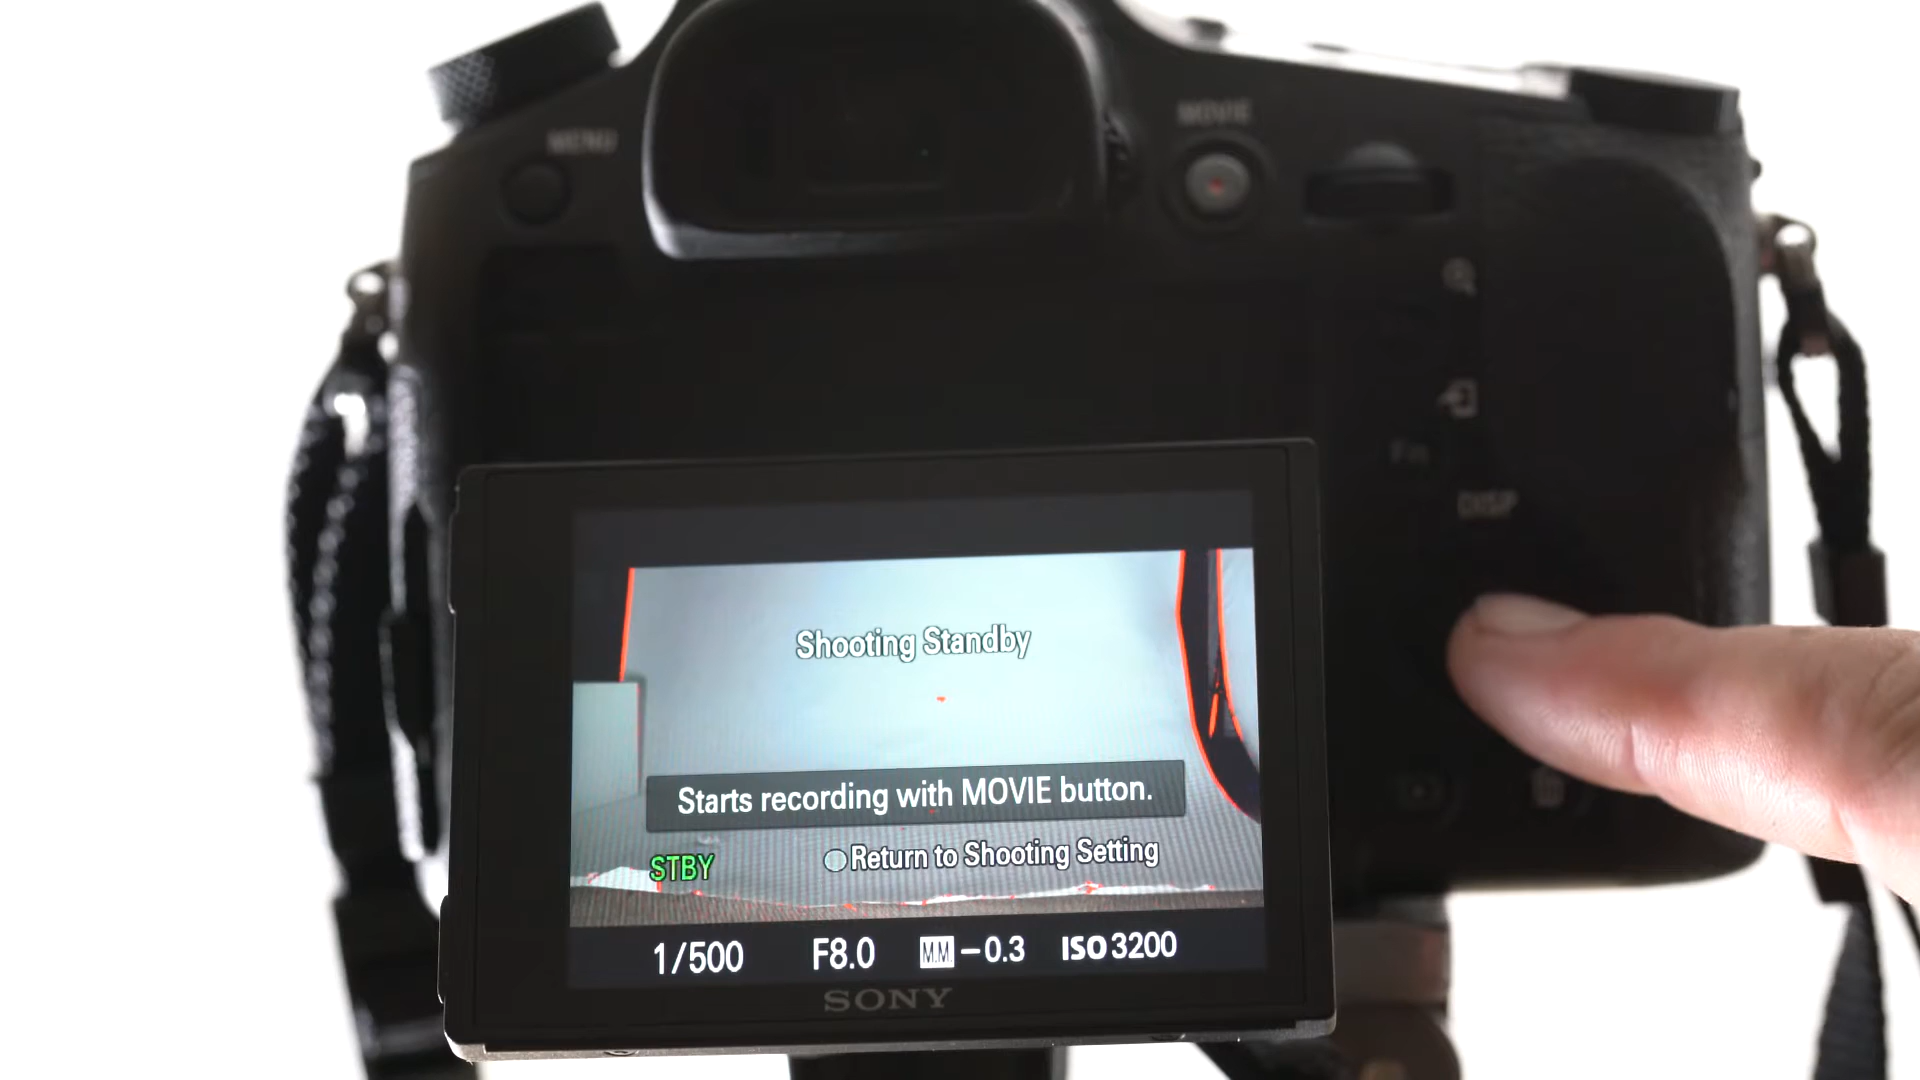 MENU
MOVIE
Fn
DISP
Shooting Standby
Starts recording with MOVIE button.
STBY
Return to Shooting Setting
1/500 F8.0 M.M. -0.3 ISO 3200
SONY